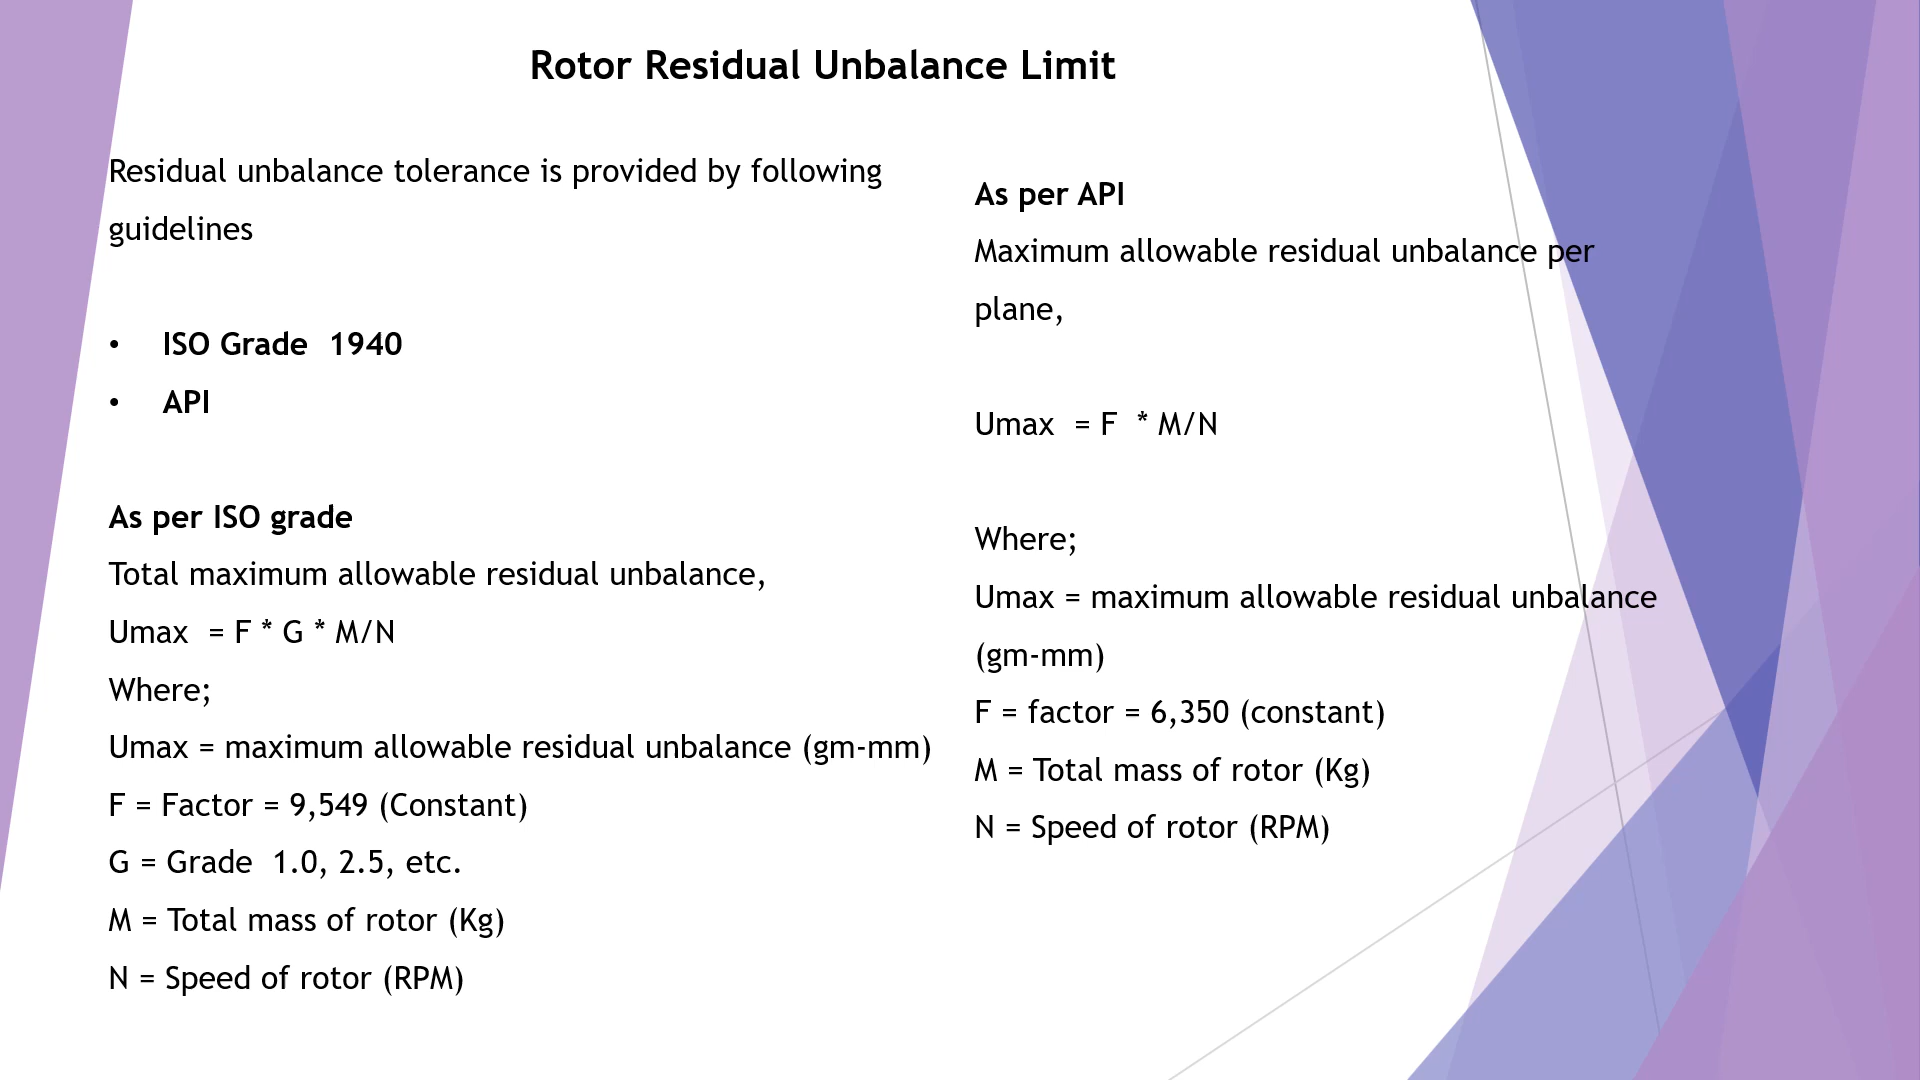 Rotor Residual Unbalance Limit
Residual unbalance tolerance is provided by following
guidelines
• ISO Grade 1940
• API
As per ISO grade
Total maximum allowable residual unbalance,
Umax = F * G * M/N
Where;
Umax = maximum allowable residual unbalance (gm-mm)
F = Factor = 9,549 (Constant)
G = Grade 1.0, 2.5, etc.
M = Total mass of rotor (Kg)
N = Speed of rotor (RPM)
As per API
Maximum allowable residual unbalance per
plane,
Umax = F * M/N
Where;
Umax = maximum allowable residual unbalance
(gm-mm)
F = factor = 6,350 (constant)
M = Total mass of rotor (Kg)
N = Speed of rotor (RPM)